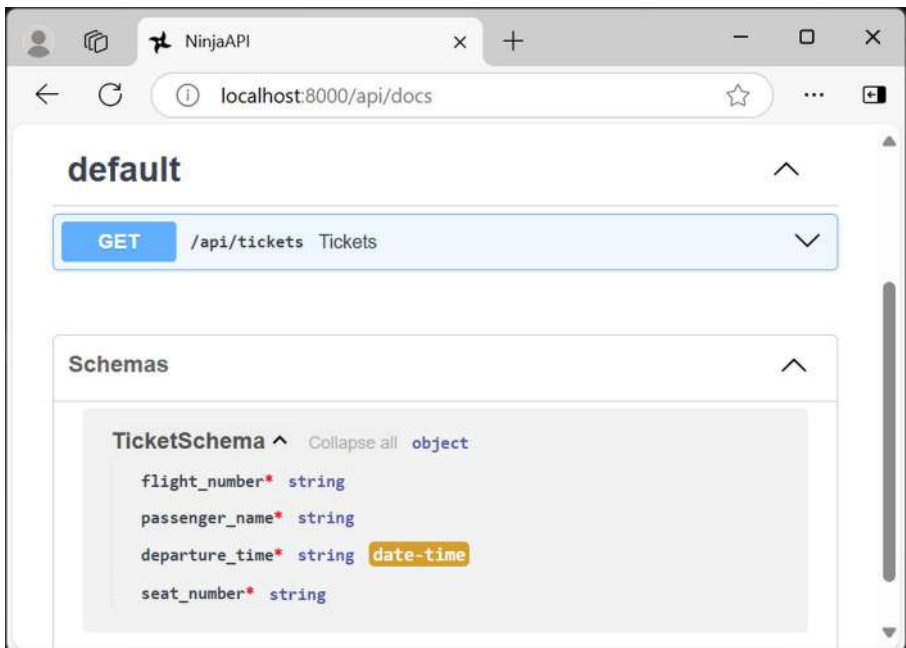 NinjaAPI
localhost:8000/api/docs
default
GET /api/tickets Tickets
Schemas
TicketSchema Collapse all object
flight_number* string
passenger_name* string
departure_time* string date-time
seat_number* string